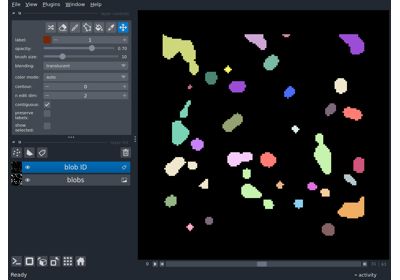 File View Plugins Window Help
label: 1
opacity: 0.70
brush size: 10
blending: translucent
color mode: auto
contour: 0
n edit dim: 2
contiguous:
preserve
labels:
show
selected:
blob ID
blobs
0
Ready
activity